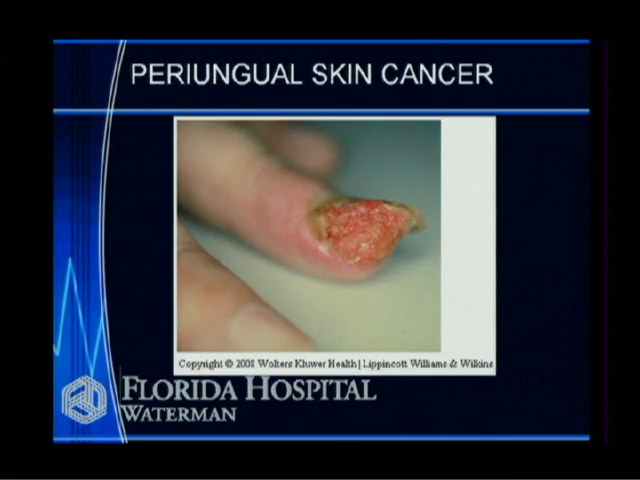 PERIUNGUAL SKIN CANCER
Copyright © 2008 Wolters Kluwer Health | Lippincott Williams & Wilkins
FLORIDA HOSPITAL
WATERMAN